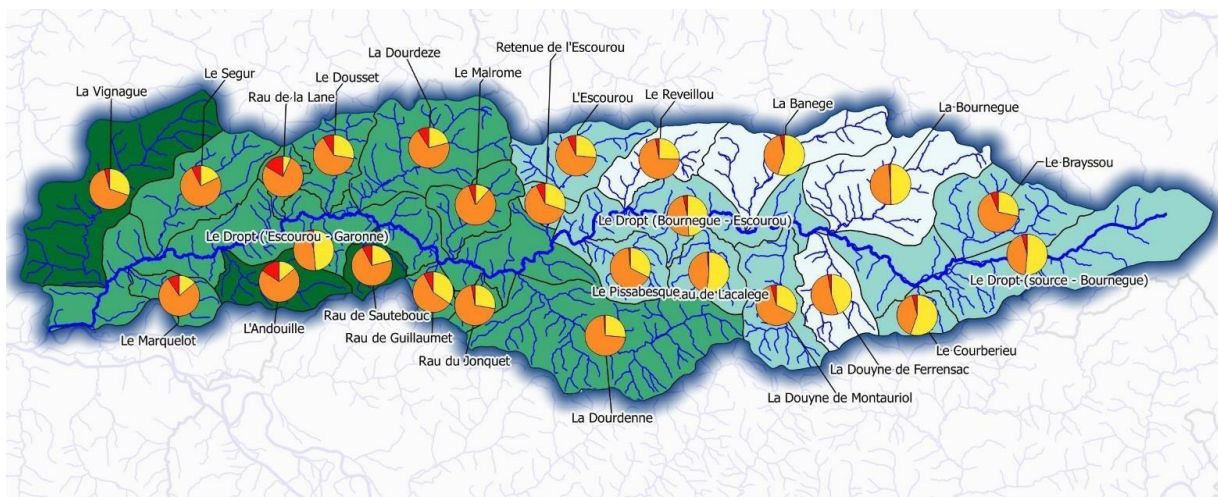 La Dourdeze
Retenue de l'Escourou
Le Segur
Le Dousset
Le Malrome
La Vignague
Rau de la Lane
L'Escourou
Le Reveillou
La Banege
La Bournegue
Le Brayssou
Le Dropt (Bournegue - Escourou)
Le Dropt ('Escourou - Garonne)
Le Dropt (source - Bournegue)
Le Pissabesque
Rau de Lacalege
L'Andouille
Rau de Sautebouc
Le Marquelot
Rau de Guillaumet
Rau du Jonquet
Le Courberieu
La Douyne de Ferrensac
La Douyne de Montauriol
La Dourdenne